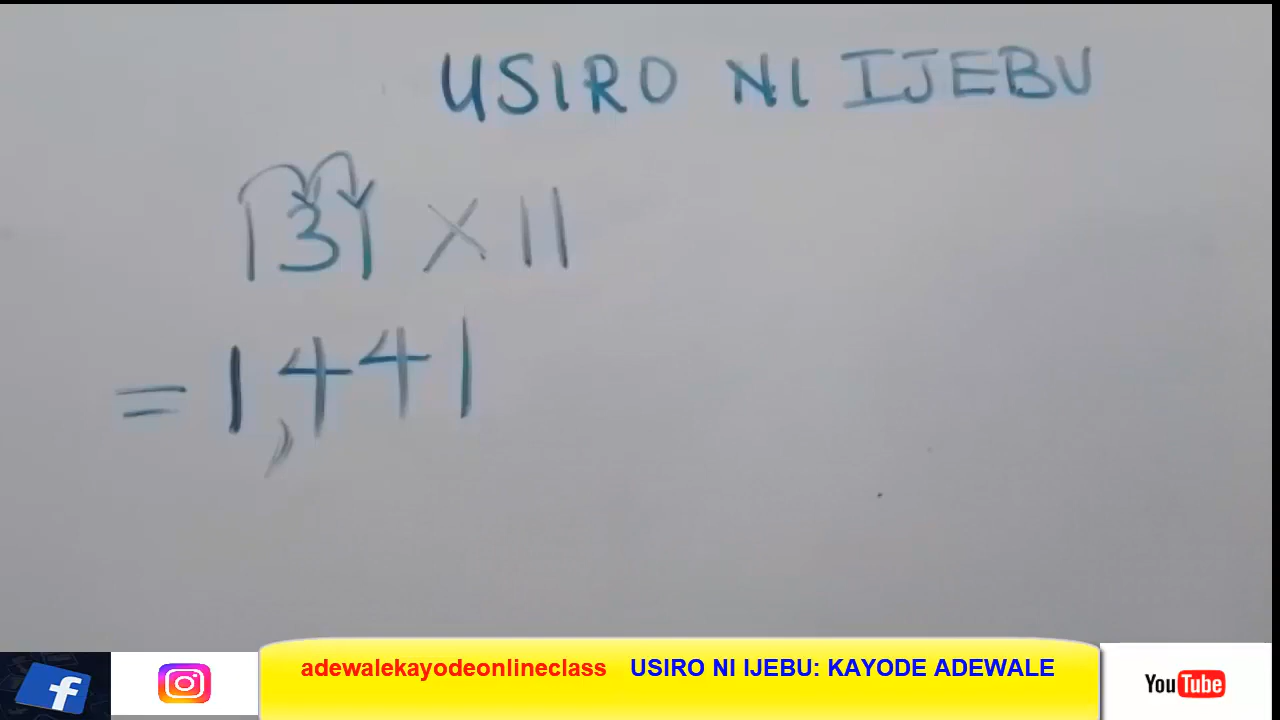 USIRO NI IJEBU
131 × 11
= 1,441
adewalekayodeonlineclass USIRO NI IJEBU: KAYODE ADEWALE
YouTube